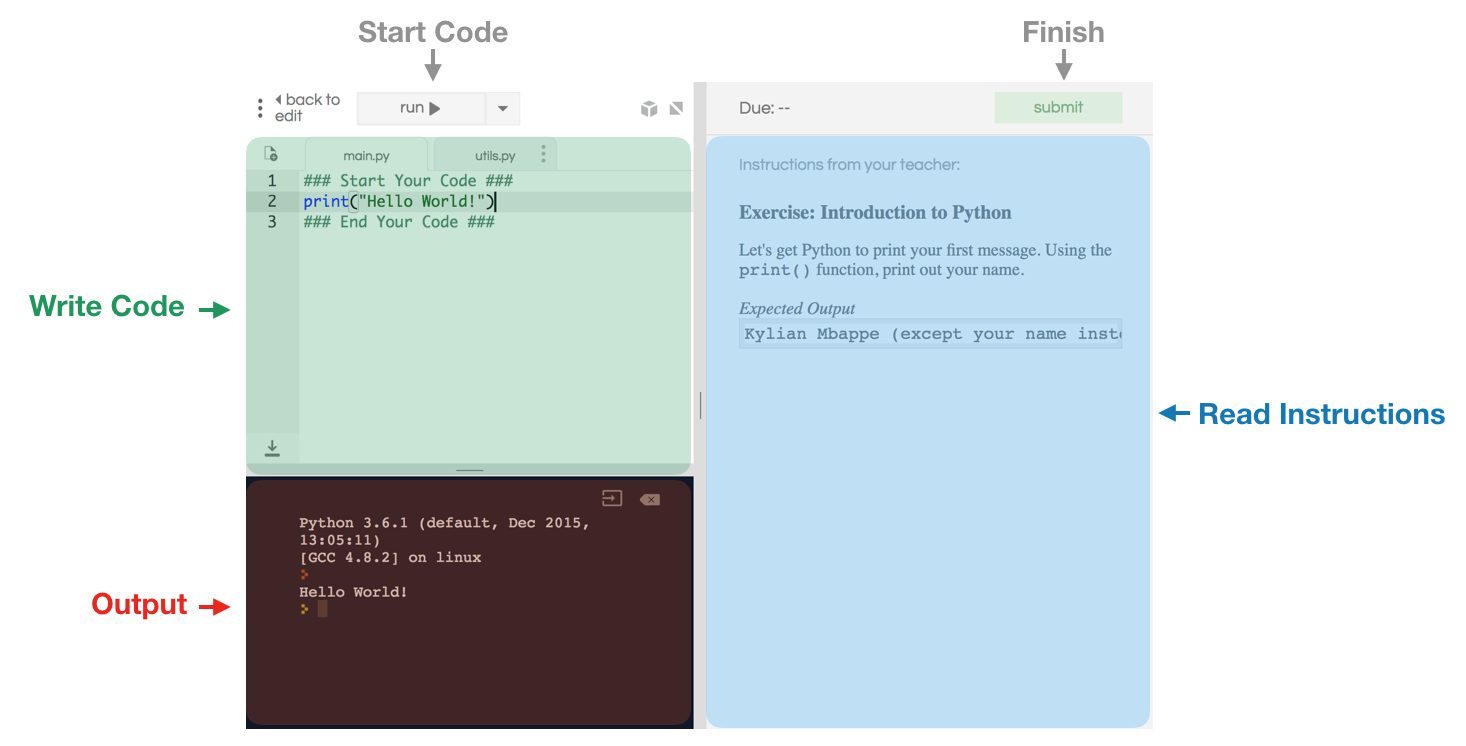 Start Code
Finish
back to
edit
run
Due: --
submit
main.py
utils.py
1 ### Start Your Code ###
2 print("Hello World!")
3 ### End Your Code ###
Write Code
Instructions from your teacher:
Exercise: Introduction to Python
Let's get Python to print your first message. Using the
print() function, print out your name.
Expected Output
Kylian Mbappe (except your name inste
Read Instructions
Python 3.6.1 (default, Dec 2015,
13:05:11)
[GCC 4.8.2] on linux
Hello World!
Output